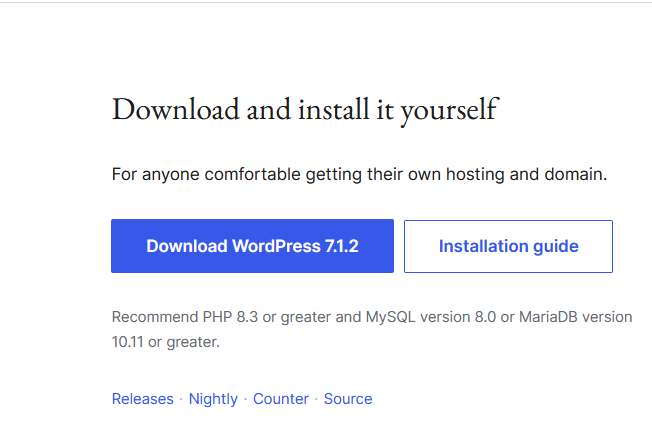 Download and install it yourself
For anyone comfortable getting their own hosting and domain.
Download WordPress 7.1.2
Installation guide
Recommend PHP 8.3 or greater and MySQL version 8.0 or MariaDB version
10.11 or greater.
Releases · Nightly · Counter · Source